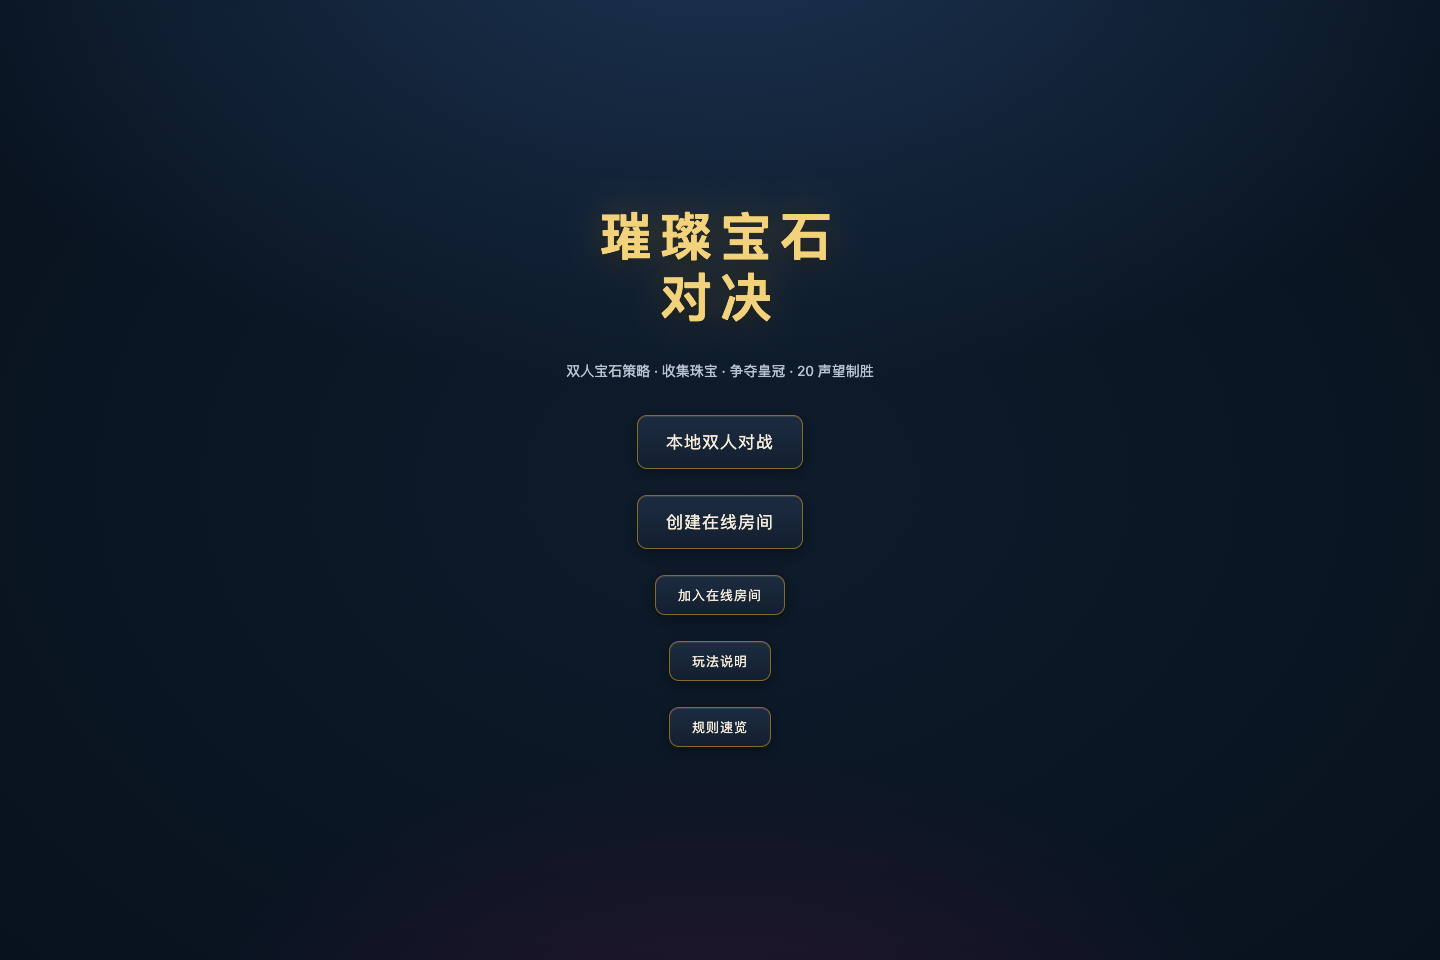 璀璨宝石
对决
双人宝石策略 · 收集珠宝 · 争夺皇冠 · 20 声望制胜
本地双人对战
创建在线房间
加入在线房间
玩法说明
规则速览